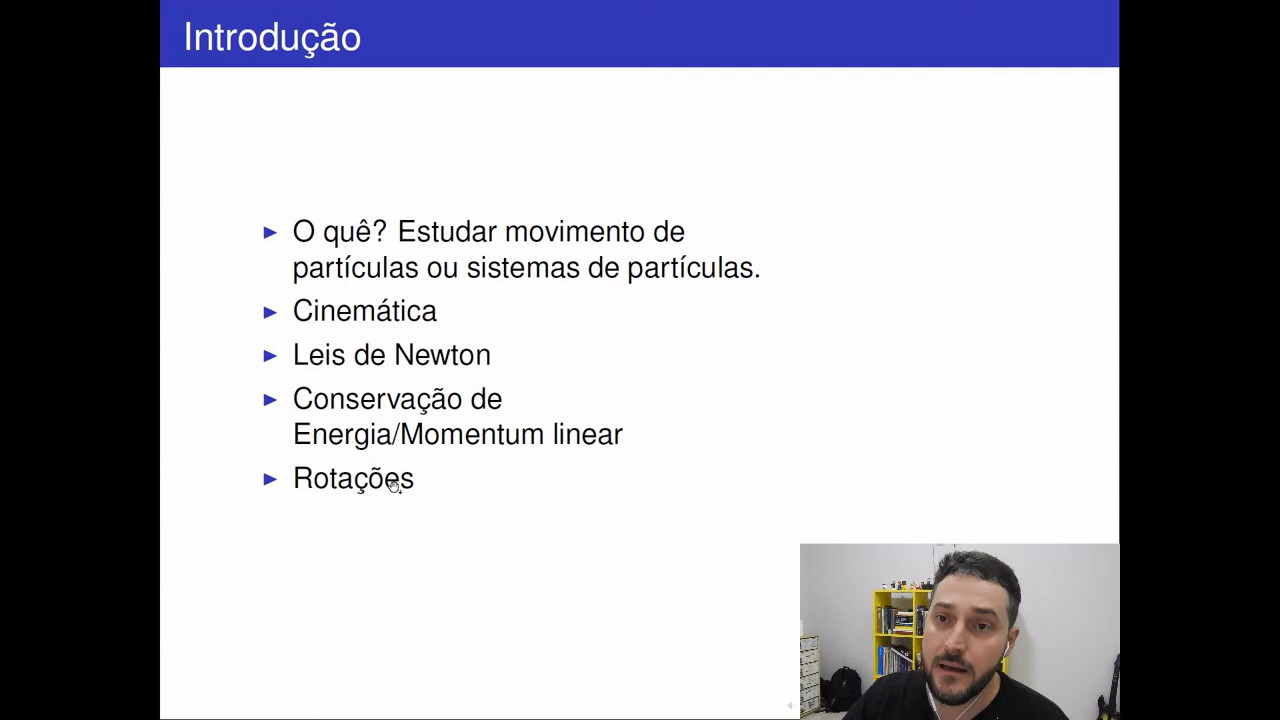 Introdução
O quê? Estudar movimento de
partículas ou sistemas de partículas.
Cinemática
Leis de Newton
Conservação de
Energia/Momentum linear
Rotações